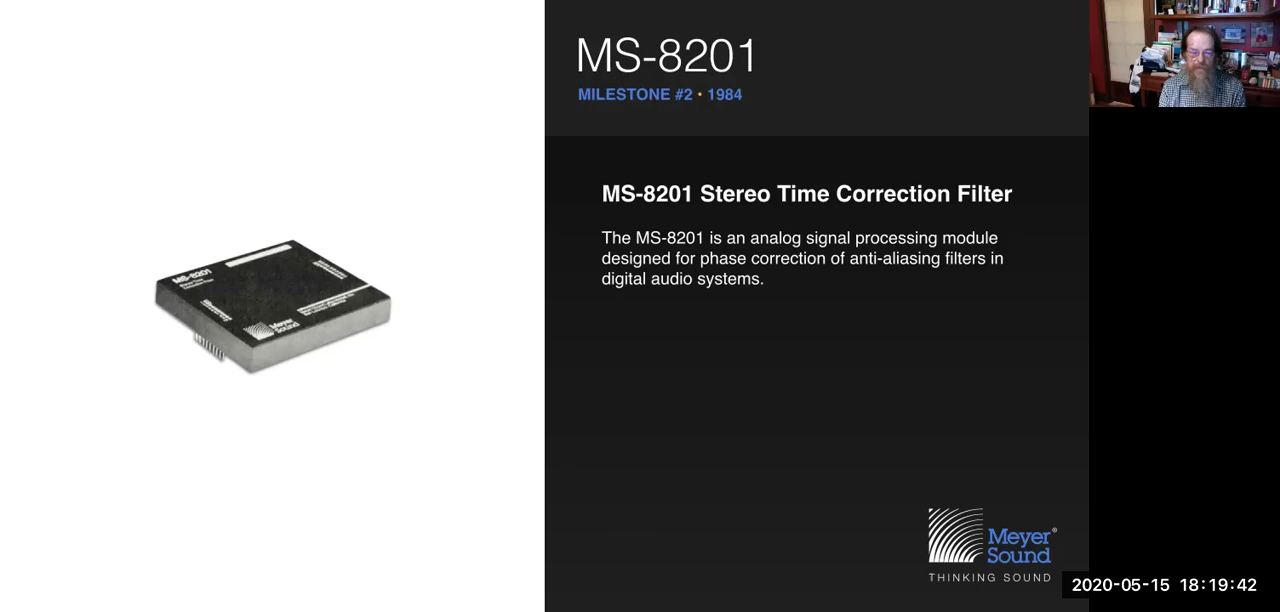 MS-8201
MILESTONE #2 • 1984
MS-8201 Stereo Time Correction Filter
The MS-8201 is an analog signal processing module
designed for phase correction of anti-aliasing filters in
digital audio systems.
MS-8201
Meyer
Sound
Meyer®
Sound
THINKING SOUND
2020-05-15 18:19:42